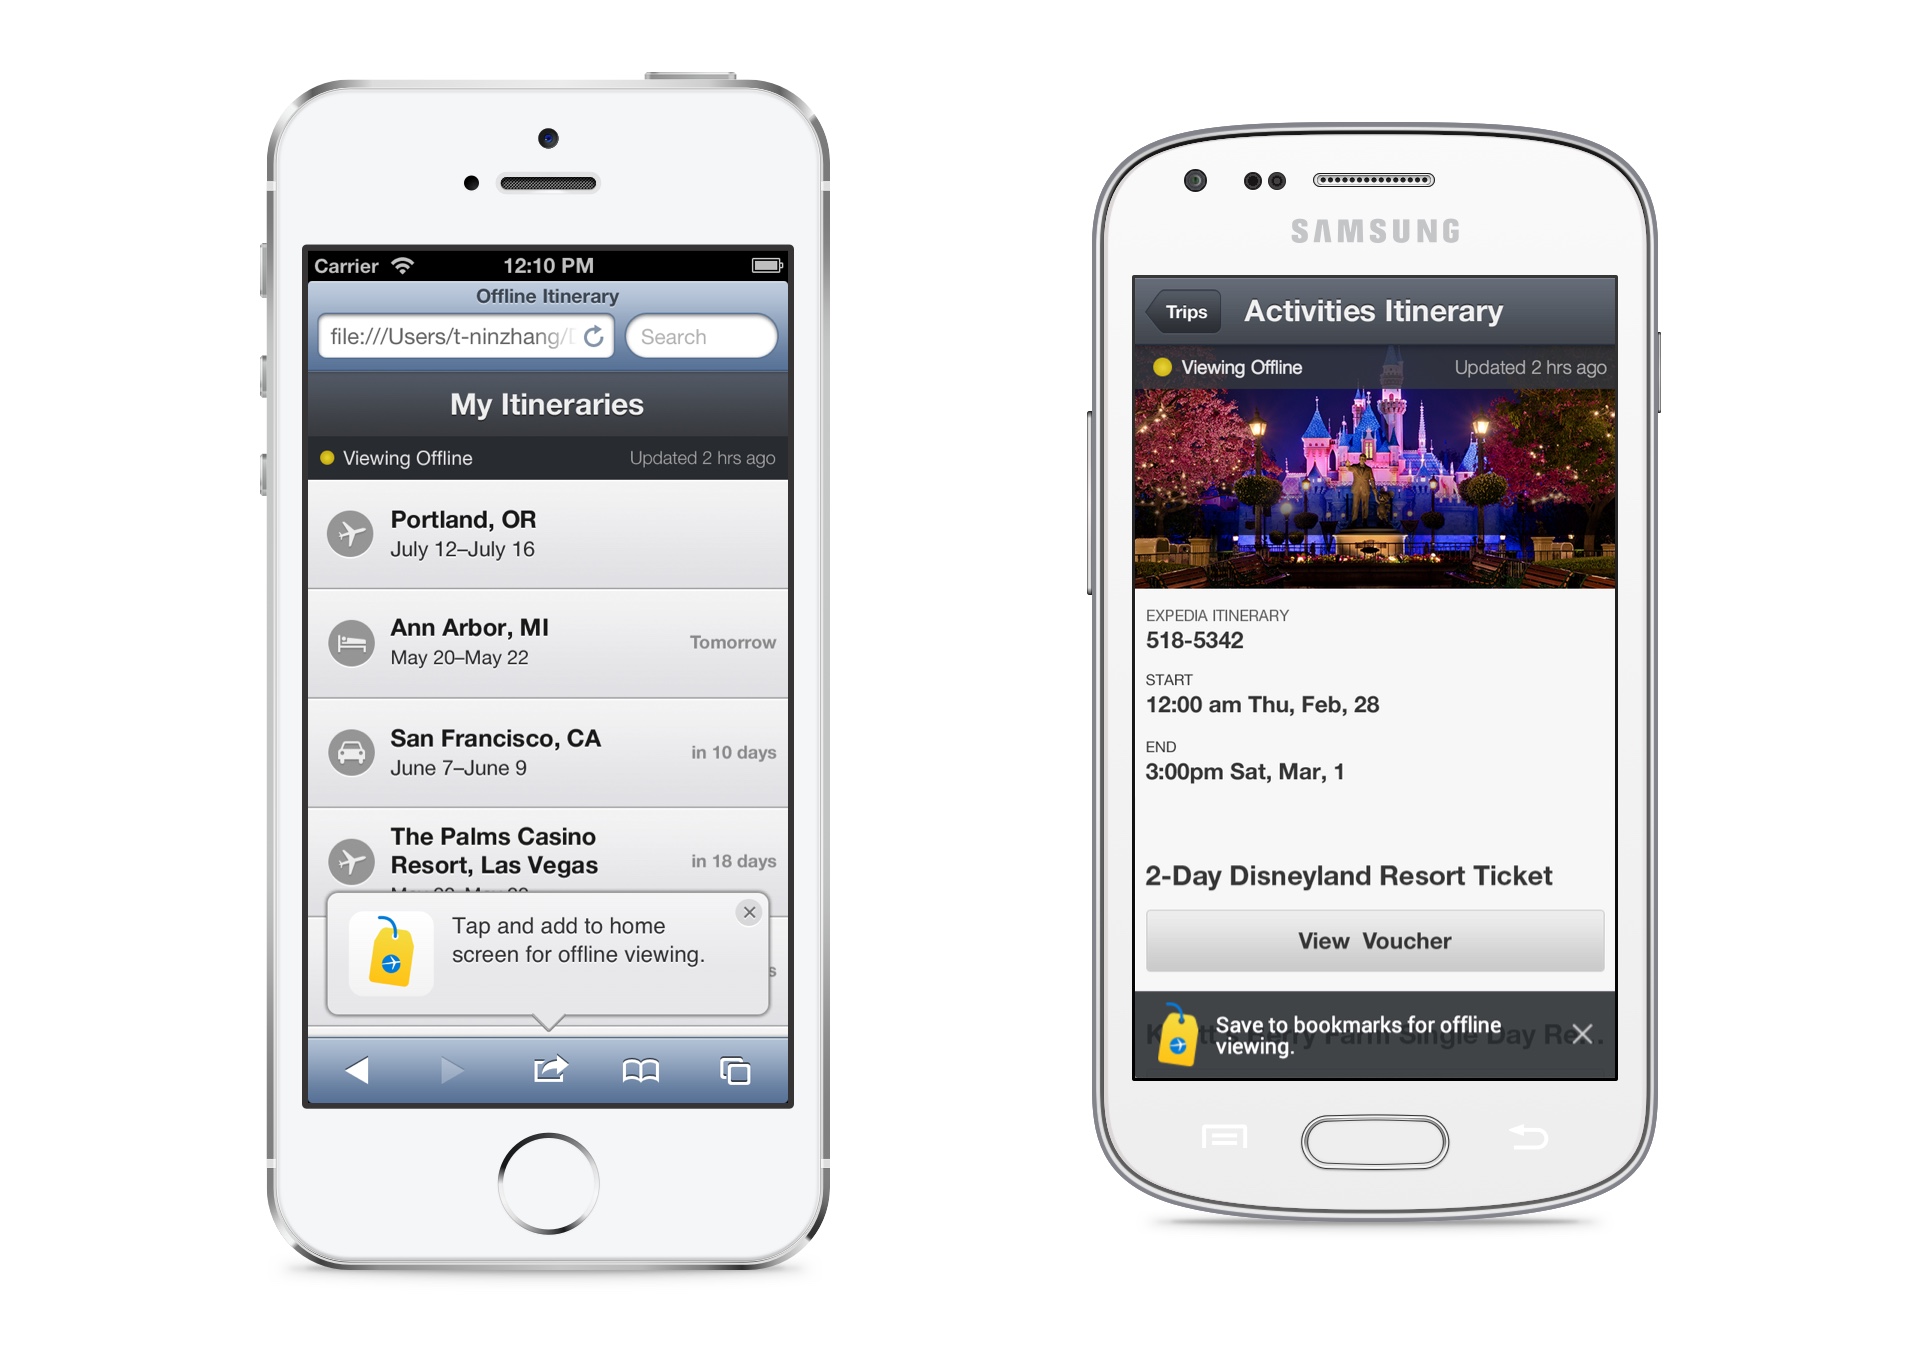 Carrier 12:10 PM
Offline Itinerary
file:///Users/t-ninzhang/ Search
My Itineraries
Viewing Offline Updated 2 hrs ago
Portland, OR
July 12–July 16
Ann Arbor, MI
May 20–May 22
Tomorrow
San Francisco, CA
June 7–June 9
in 10 days
The Palms Casino
Resort, Las Vegas
in 18 days
Tap and add to home
screen for offline viewing.
SAMSUNG
Trips Activities Itinerary
Viewing Offline Updated 2 hrs ago
EXPEDIA ITINERARY
518-5342
START
12:00 am Thu, Feb, 28
END
3:00pm Sat, Mar, 1
2-Day Disneyland Resort Ticket
View Voucher
Save to bookmarks for offline
viewing.